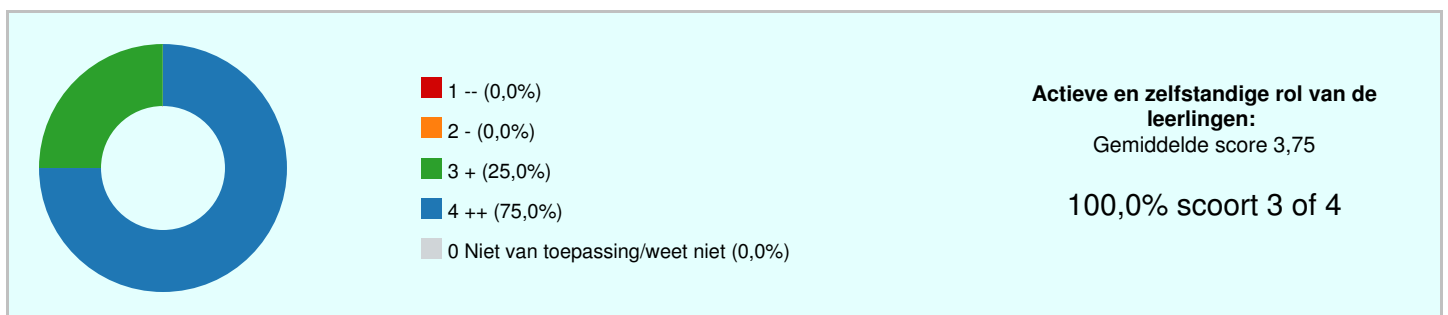 1 -- (0,0%)
2 - (0,0%)
3 + (25,0%)
4 ++ (75,0%)
0 Niet van toepassing/weet niet (0,0%)
Actieve en zelfstandige rol van de
leerlingen:
Gemiddelde score 3,75
100,0% scoort 3 of 4